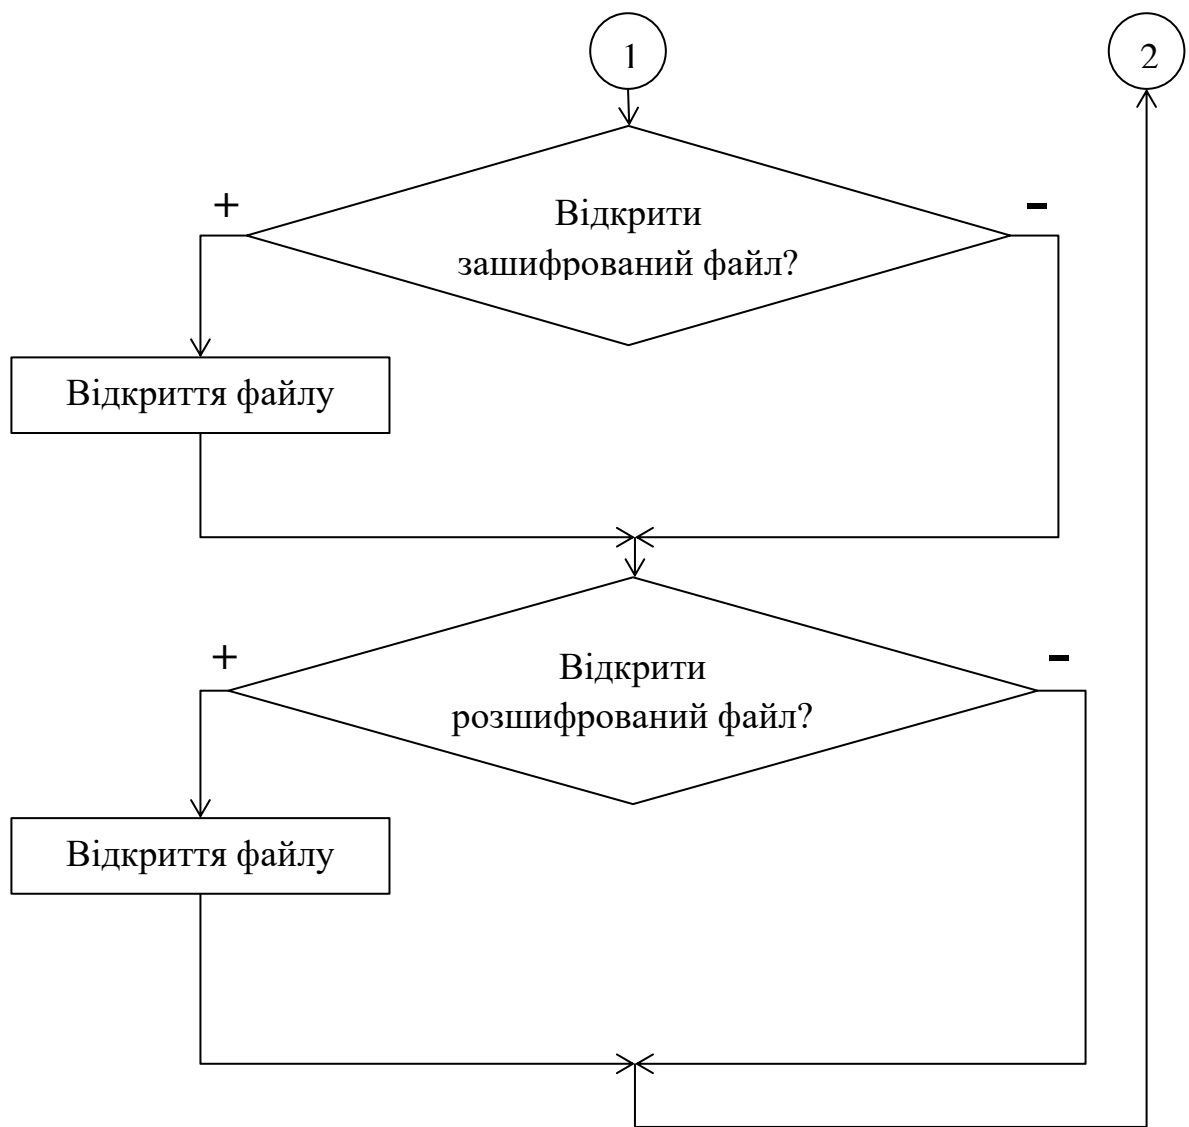 1
2
+
-
Відкрити
зашифрований файл?
Відкриття файлу
+
-
Відкрити
розшифрований файл?
Відкриття файлу